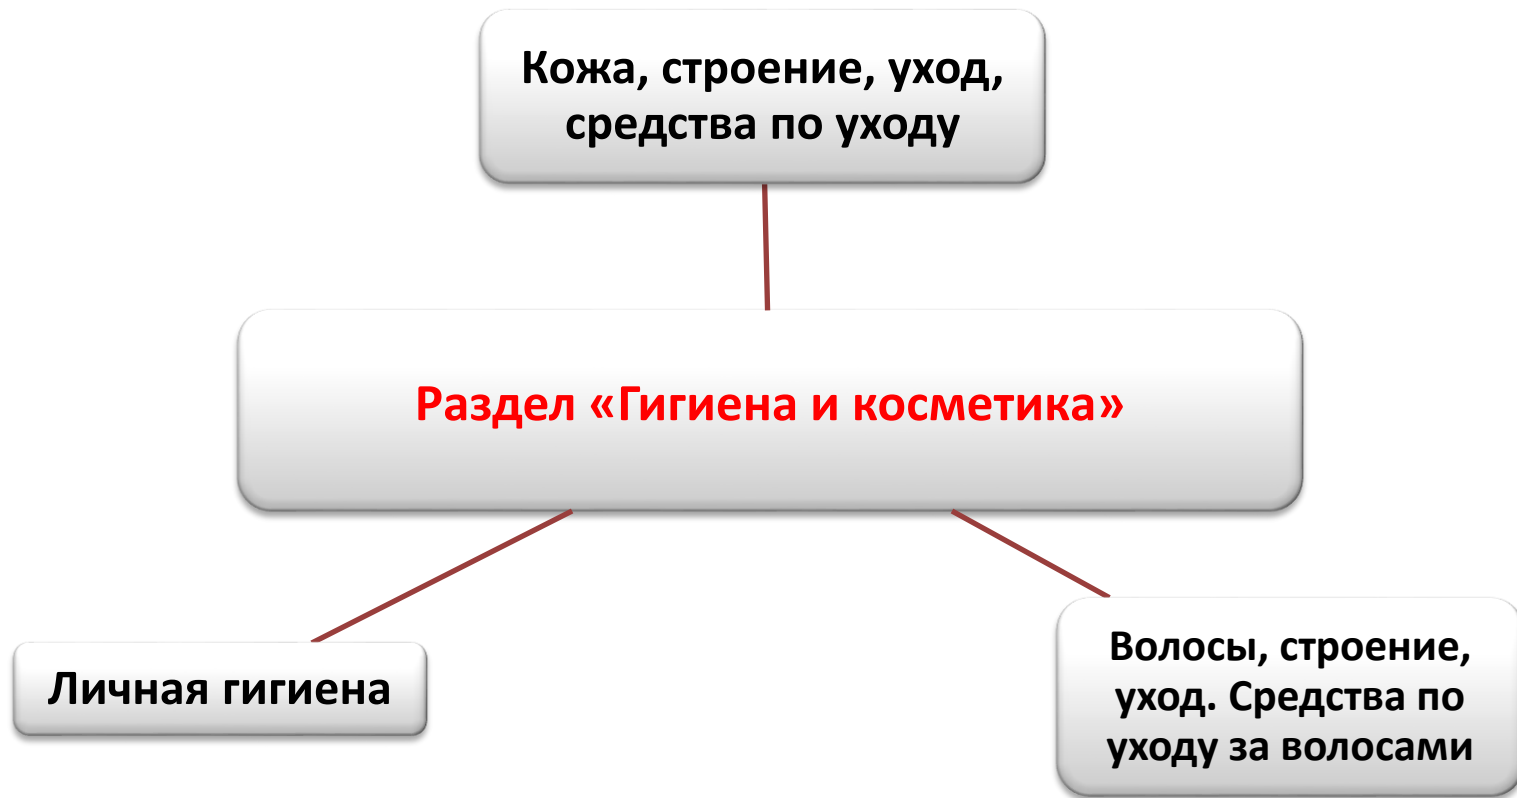 Кожа, строение, уход,
средства по уходу
Раздел «Гигиена и косметика»
Личная гигиена
Волосы, строение,
уход. Средства по
уходу за волосами